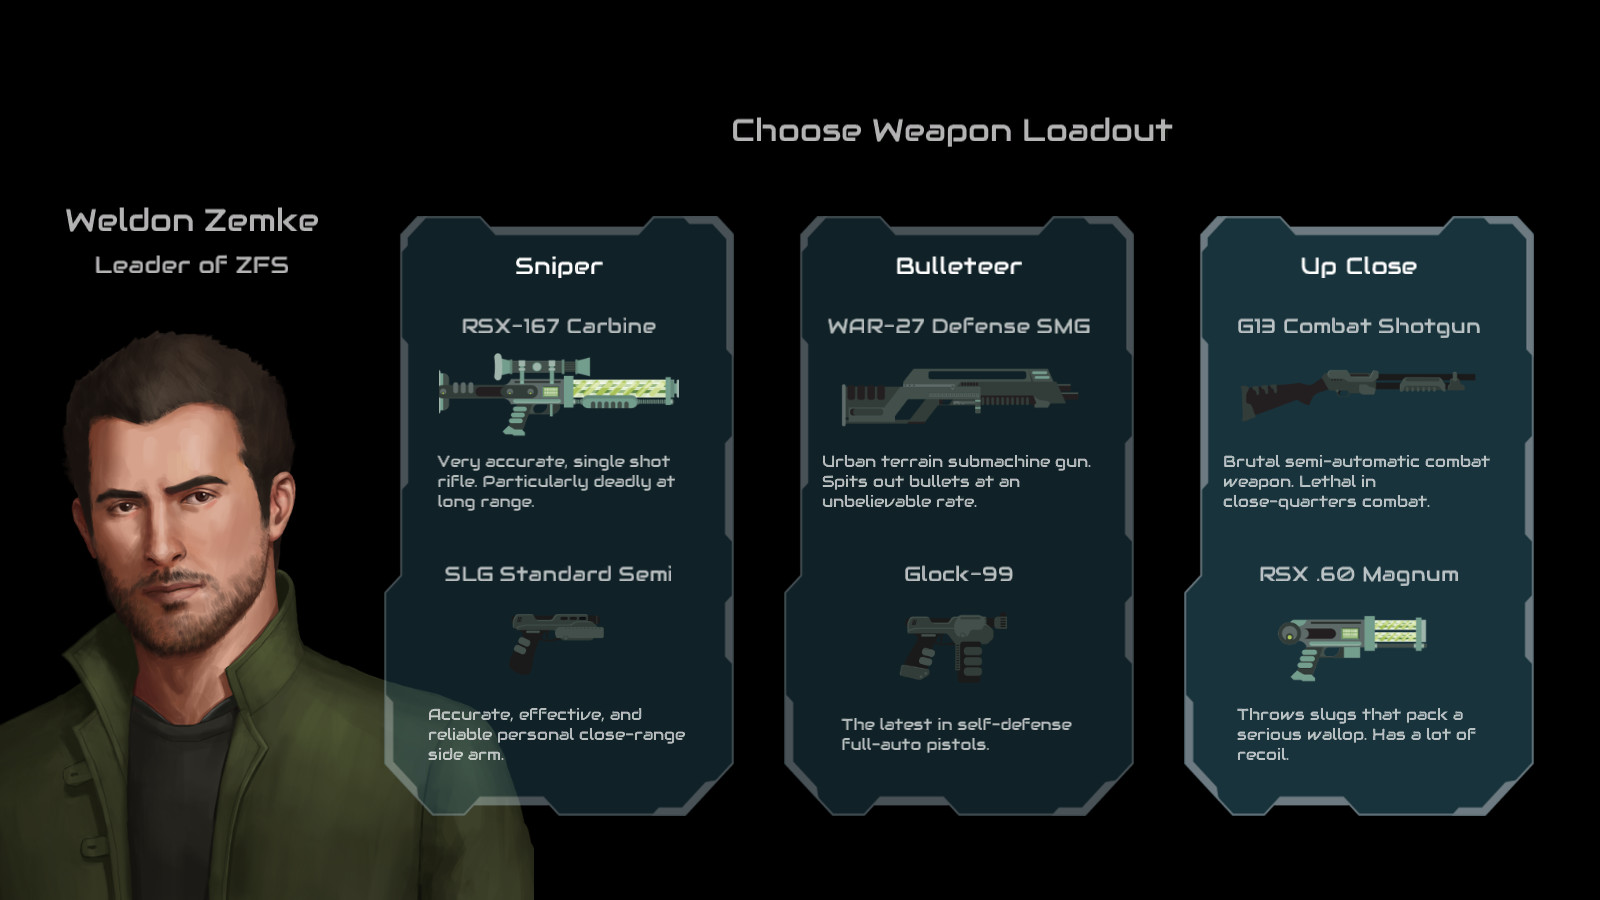 Choose Weapon Loadout
Weldon Zemke
Leader of ZFS
Sniper
RSX-167 Carbine
Very accurate, single shot
rifle. Particularly deadly at
long range.
SLG Standard Semi
Accurate, effective, and
reliable personal close-range
side arm.
Bulleteer
WAR-27 Defense SMG
Urban terrain submachine gun.
Spits out bullets at an
unbelievable rate.
Glock-99
The latest in self-defense
full-auto pistols.
Up Close
G13 Combat Shotgun
Brutal semi-automatic combat
weapon. Lethal in
close-quarters combat.
RSX .60 Magnum
Throws slugs that pack a
serious wallop. Has a lot of
recoil.